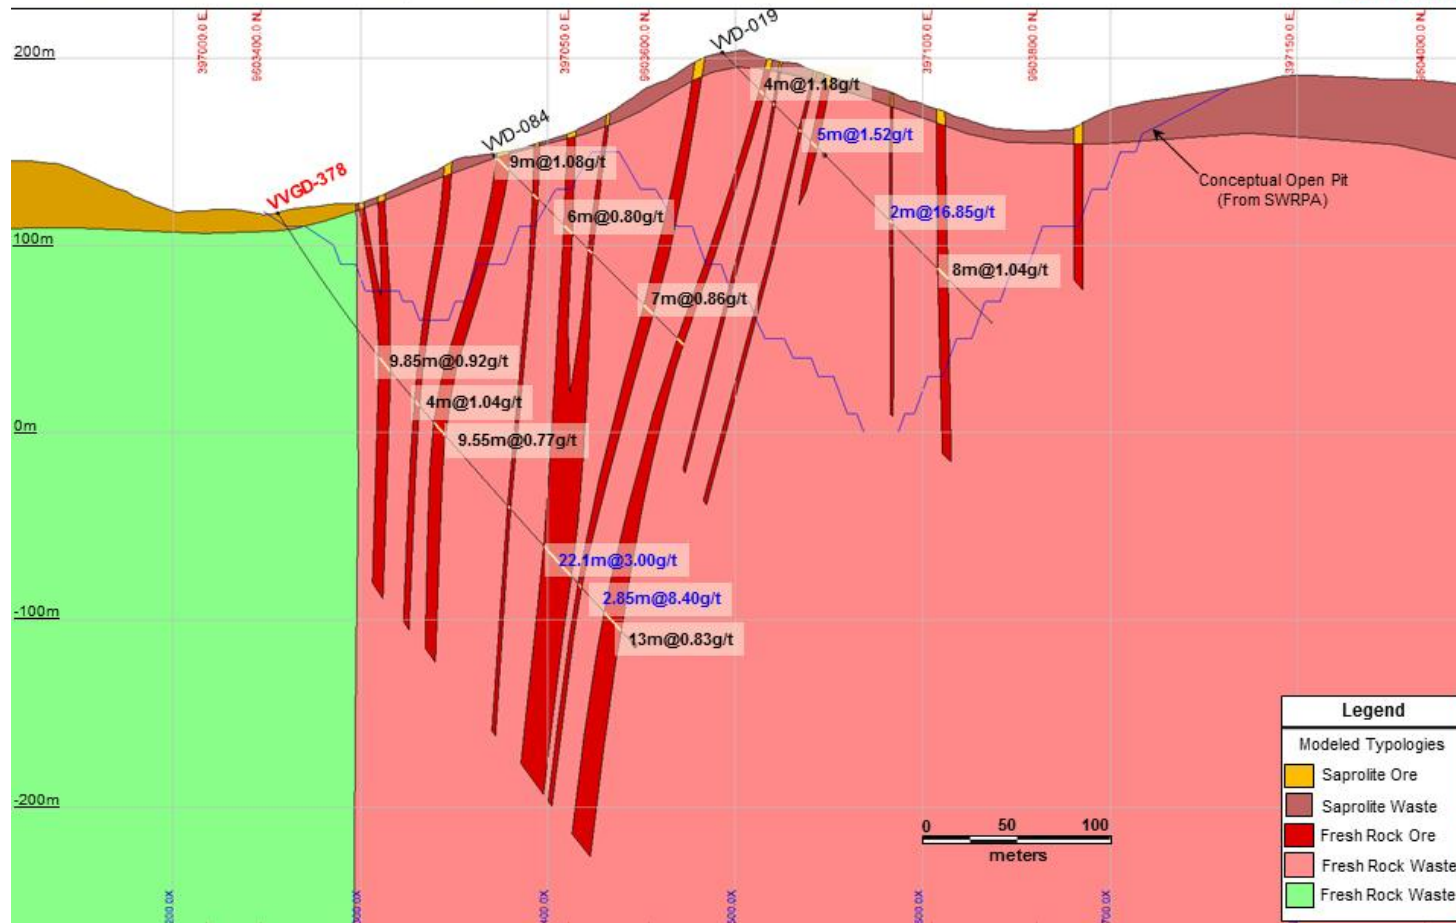 397000.0 E
9603400.0 N
397050.0 E
9603600.0 N
397100.0 E
9603800.0 N
397150.0 E
9604000.0 N
VVD-019
200m
4m@1.18g/t
VVD-084
5m@1.52g/t
9m@1.08g/t
VVGD-378
Conceptual Open Pit
(From SWRPA)
6m@0.80g/t
2m@16.85g/t
100m
8m@1.04g/t
7m@0.86g/t
9.85m@0.92g/t
4m@1.04g/t
0m
9.55m@0.77g/t
22.1m@3.00g/t
2.85m@8.40g/t
-100m
13m@0.83g/t
Legend
Modeled Typologies
Saprolite Ore
Saprolite Waste
-200m
0 50 100
meters
Fresh Rock Ore
Fresh Rock Waste
Fresh Rock Waste